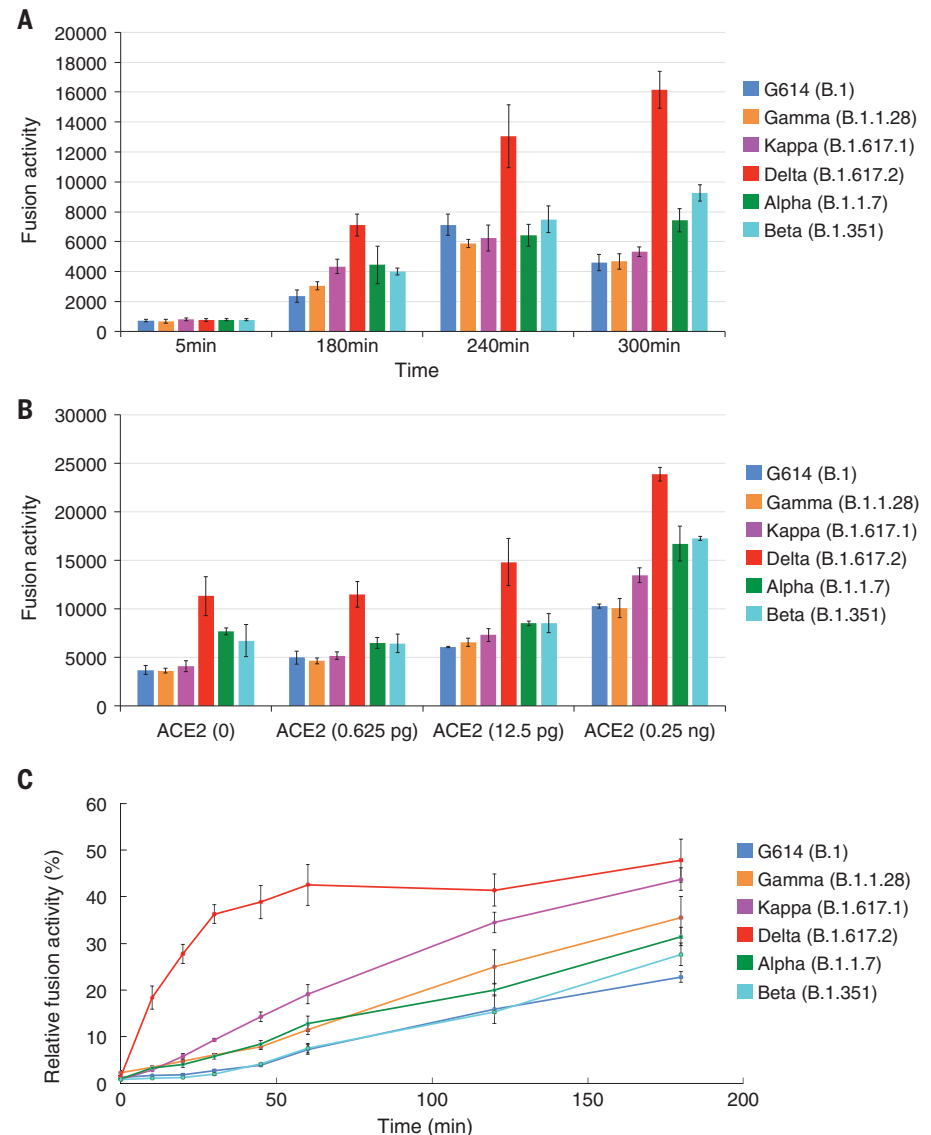 A
20000
18000
16000
14000
12000
10000
8000
6000
4000
2000
0
Fusion activity
5min 180min 240min 300min
Time
G614 (B.1)
Gamma (B.1.1.28)
Kappa (B.1.617.1)
Delta (B.1.617.2)
Alpha (B.1.1.7)
Beta (B.1.351)
B
30000
25000
20000
15000
10000
5000
0
Fusion activity
ACE2 (0) ACE2 (0.625 pg) ACE2 (12.5 pg) ACE2 (0.25 ng)
G614 (B.1)
Gamma (B.1.1.28)
Kappa (B.1.617.1)
Delta (B.1.617.2)
Alpha (B.1.1.7)
Beta (B.1.351)
C
60
50
40
30
20
10
0
Relative fusion activity (%)
0 50 100 150 200
Time (min)
G614 (B.1)
Gamma (B.1.1.28)
Kappa (B.1.617.1)
Delta (B.1.617.2)
Alpha (B.1.1.7)
Beta (B.1.351)